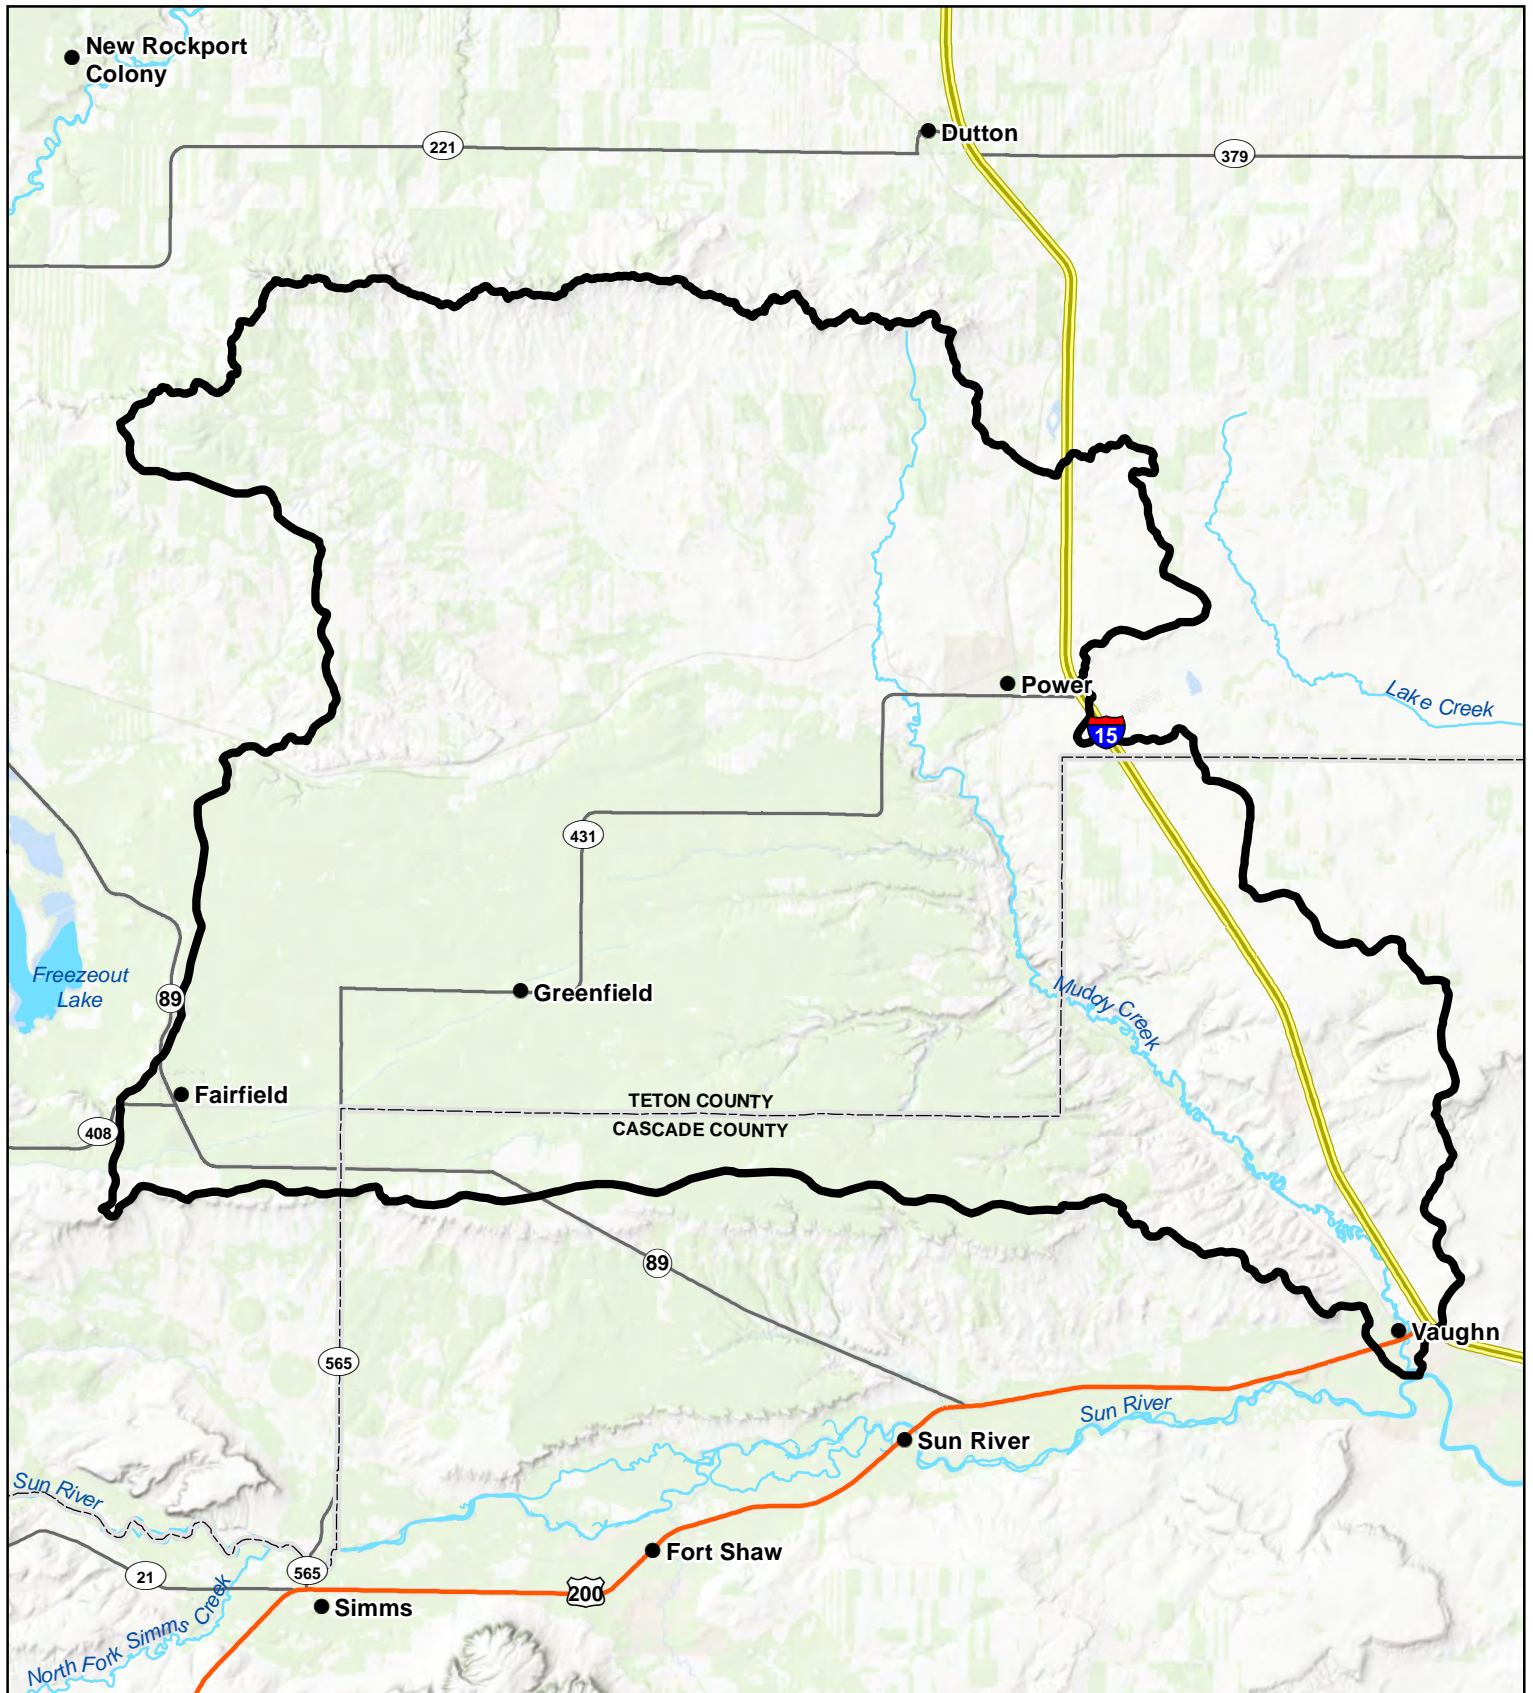 New Rockport
Colony
Dutton
221
379
Power
Lake Creek
15
431
Freezeout
Lake
89
Greenfield
Muddy Creek
Fairfield
TETON COUNTY
408
CASCADE COUNTY
89
Vaughn
565
Sun River
Sun River
Sun River
Fort Shaw
21
565
200
Simms
North Fork Simms Creek